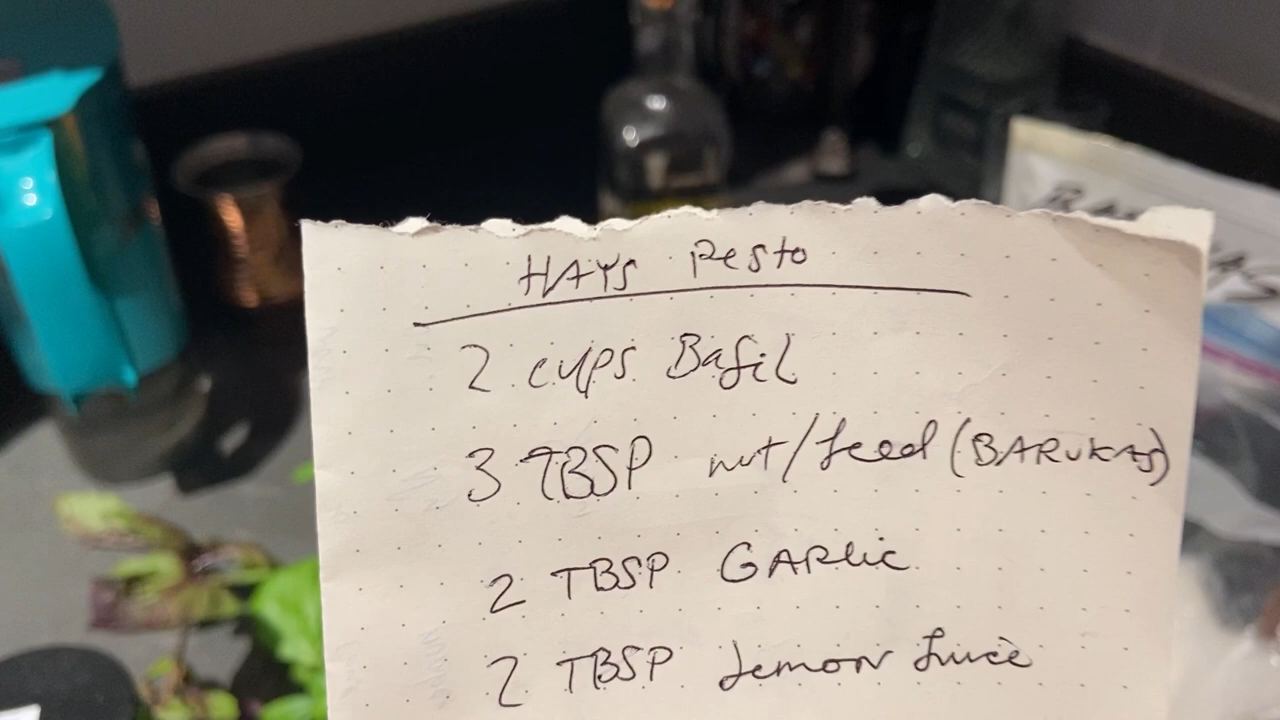 HAYS Pesto
2 cups Basil
3 TBSP nut/seed (BARUKAS)
2 TBSP GARlic
2 TBSP Lemon Juice